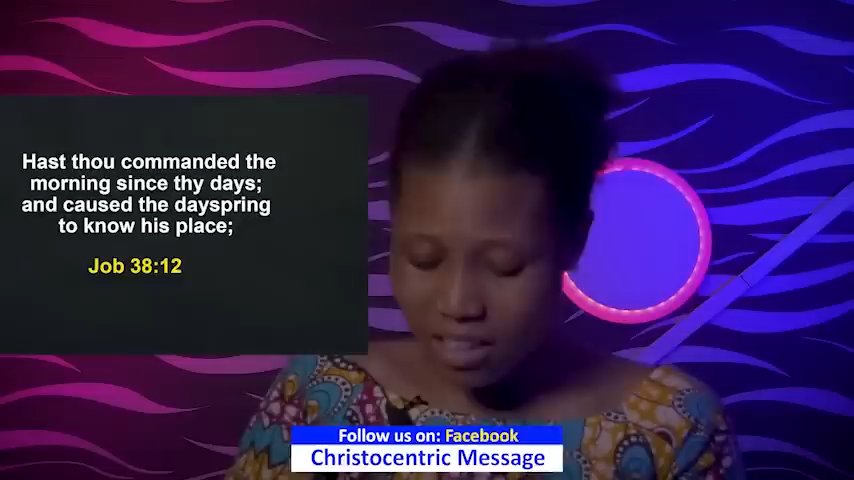 Hast thou commanded the
morning since thy days;
and caused the dayspring
to know his place;
Job 38:12
Follow us on: Facebook
Christocentric Message